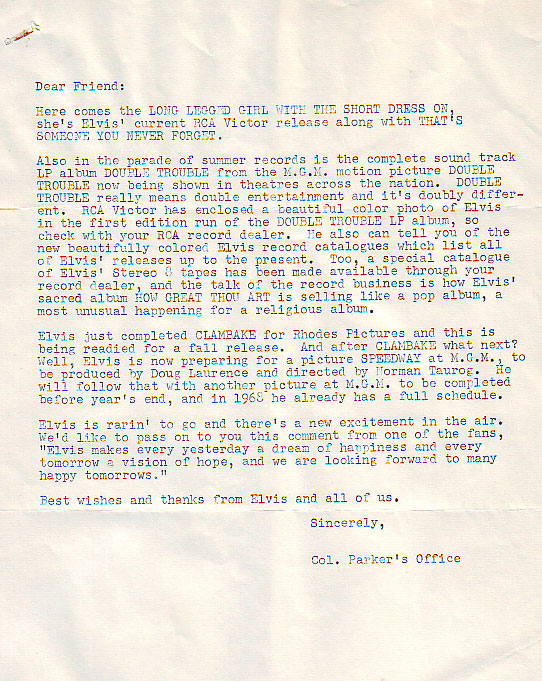 Dear Friend:
Here comes the LONG LEGGED GIRL WITH THE SHORT DRESS ON,
she's Elvis' current RCA Victor release along with THAT'S
SOMEONE YOU NEVER FORGET.
Also in the parade of summer records is the complete sound track
LP album DOUBLE TROUBLE from the M.G.M. motion picture DOUBLE
TROUBLE now being shown in theatres across the nation. DOUBLE
TROUBLE really means double entertainment and it's doubly differ-
ent. RCA Victor has enclosed a beautiful color photo of Elvis
in the first edition run of the DOUBLE TROUBLE LP album, so
check with your RCA record dealer. He also can tell you of the
new beautifully colored Elvis record catalogues which list all
of Elvis' releases up to the present. Too, a special catalogue
of Elvis' Stereo 8 tapes has been made available through your
record dealer, and the talk of the record business is how Elvis'
sacred album HOW GREAT THOU ART is selling like a pop album, a
most unusual happening for a religious album.
Elvis just completed CLAMBAKE for Rhodes Pictures and this is
being readied for a fall release. And after CLAMBAKE what next?
Well, Elvis is now preparing for a picture SPEEDWAY at M.G.M., to
be produced by Doug Laurence and directed by Norman Taurog. He
will follow that with another picture at M.G.M. to be completed
before year's end, and in 1968 he already has a full schedule.
Elvis is rarin' to go and there's a new excitement in the air.
We'd like to pass on to you this comment from one of the fans,
"Elvis makes every yesterday a dream of happiness and every
tomorrow a vision of hope, and we are looking forward to many
happy tomorrows."
Best wishes and thanks from Elvis and all of us.
Sincerely,
Col. Parker's Office